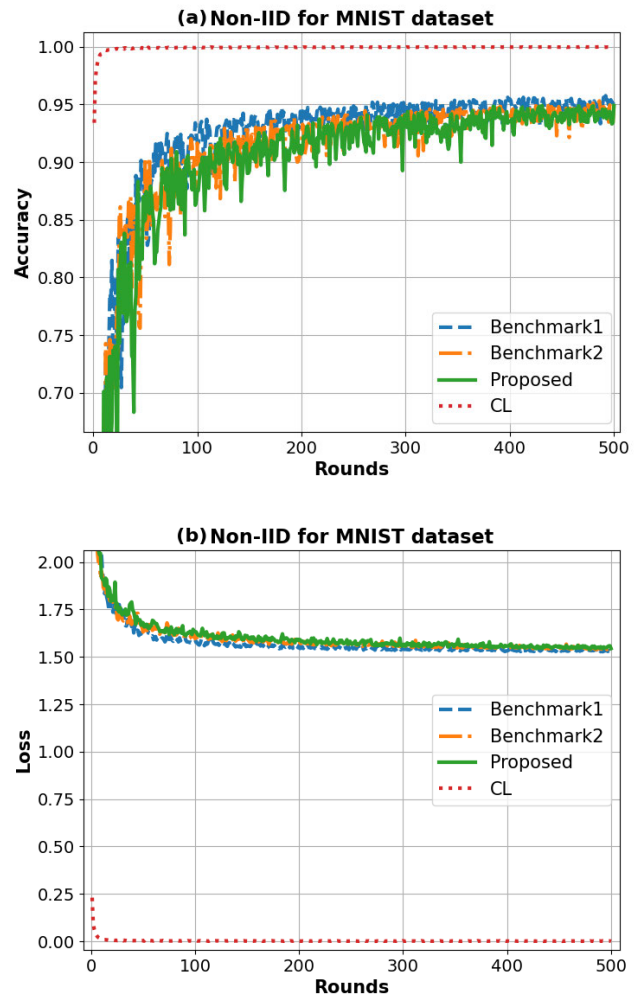 (a) Non-IID for MNIST dataset
1.00
0.95
0.90
0.85
0.80
0.75
0.70
Accuracy
Benchmark1
Benchmark2
Proposed
CL
0 100 200 300 400 500
Rounds
(b) Non-IID for MNIST dataset
2.00
1.75
1.50
1.25
1.00
0.75
0.50
0.25
0.00
Loss
Benchmark1
Benchmark2
Proposed
CL
0 100 200 300 400 500
Rounds